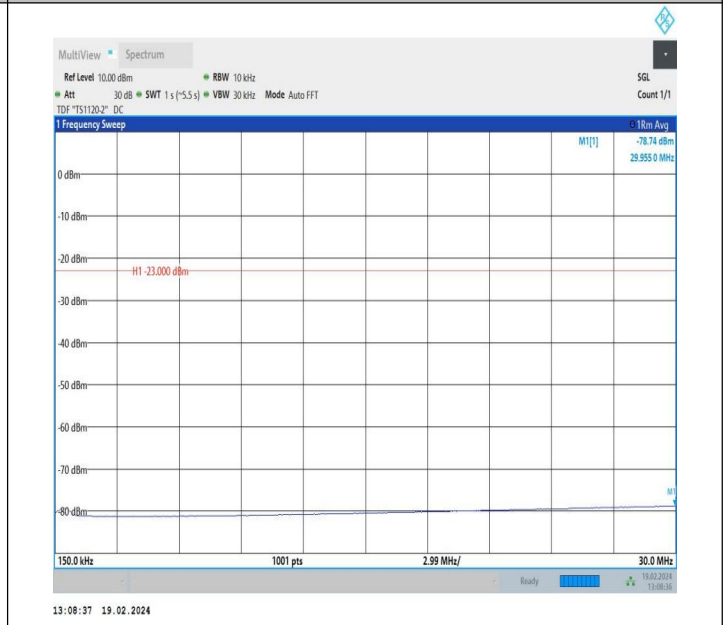 MultiView Spectrum
Ref Level 10.00 dBm RBW 10 kHz SGL
Att 30 dB SWT 1 s (~5.5 s) VBW 30 kHz Mode Auto FFT Count 1/1
TDF "TS1120-2" DC
1 Frequency Sweep 1Rm Avg
M1[1] -78.74 dBm
29.955 0 MHz
0 dBm
-10 dBm
-20 dBm
H1 -23.000 dBm
-30 dBm
-40 dBm
-50 dBm
-60 dBm
-70 dBm
M1
-80 dBm
150.0 kHz 1001 pts 2.99 MHz/ 30.0 MHz
Ready 19.02.2024
13:08:36
13:08:37 19.02.2024